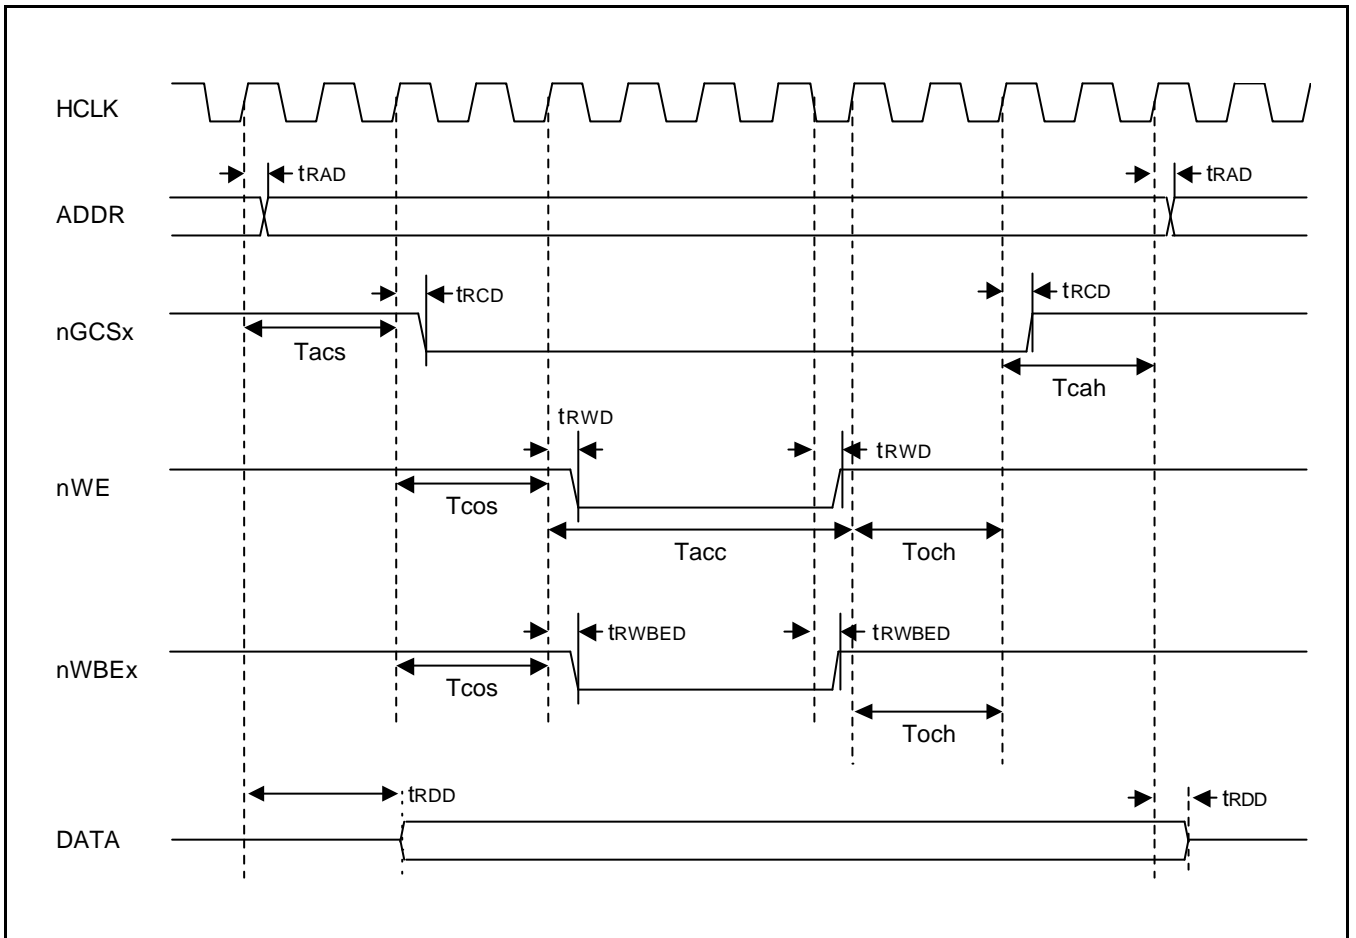 HCLK
tRAD
tRAD
ADDR
tRCD
tRCD
nGCSx
Tacs
Tcah
tRWD
tRWD
nWE
Tcos
Tacc
Toch
tRWBED
tRWBED
nWBEx
Tcos
Toch
tRDD
tRDD
DATA